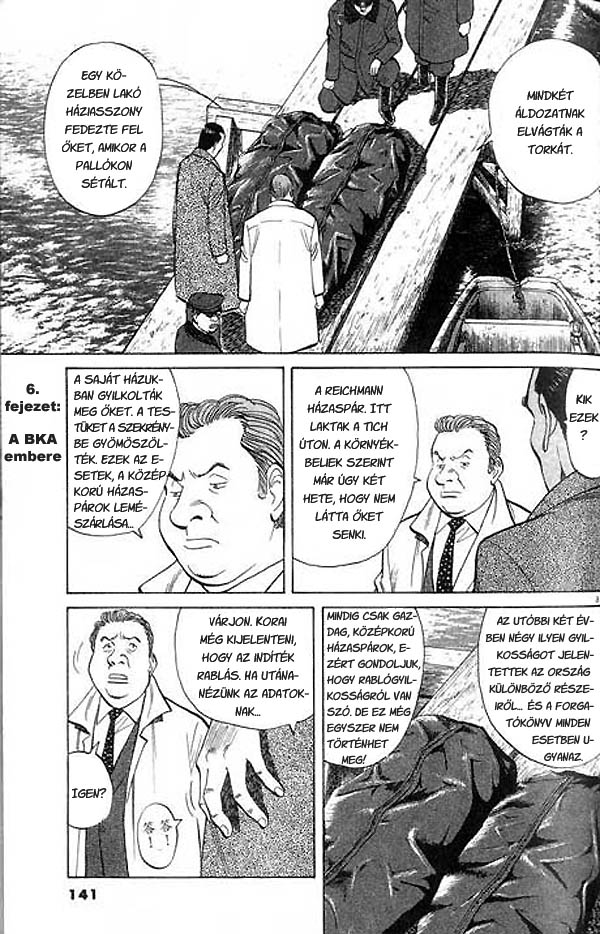 MINDKÉT
ÁLDOZATNAK
ELVÁGTÁK A
TORKÁT.
EGY KÖ-
ZELBEN LAKÓ
HÁZIASSZONY
FEDEZTE FEL
ŐKET, AMIKOR A
PALLÓKON
SÉTÁLT.
6.
fejezet:
A BKA
embere
KIK
EZEK
?
A REICHMANN
HÁZASPÁR. ITT
LAKTAK A TICH
ÚTON. A KÖRNYÉK-
BELIEK SZERINT
MÁR ÚGY KÉT
HETE, HOGY NEM
LÁTTA ŐKET
SENKI.
A SAJÁT HÁZUK-
BAN GYILKOLTÁK
MEG ŐKET. A TES-
TÜKET A SZEKRÉNY-
BE GYÖMÖSZÖL-
TÉK. EZEK AZ E-
SETEK, A KÖZÉP
KORÚ HÁZAS-
PÁROK LEMÉ-
SZÁRLÁSA...
AZ UTÓBBI KÉT ÉV-
BEN NÉGY ILYEN GYIL-
KOSSÁGOT JELEN-
TETTEK AZ ORSZÁG
KÜLÖNBÖZŐ RÉSZE-
IRŐL... ÉS A FORGA-
TÓKÖNYV MINDEN
ESETBEN U-
GYANAZ.
MINDIG CSAK GAZ-
DAG, KÖZÉPKORÚ
HÁZASPÁROK, E-
ZÉRT GONDOLJUK,
HOGY RABLÓGYIL-
KOSSÁGRÓL VAN
SZÓ. DE EZ MÉG
EGYSZER NEM
TÖRTÉNHET
MEG!
VÁRJON. KORAI
MÉG KIJELENTENI,
HOGY AZ INDÍTÉK
RABLÁS. HA UTÁNA-
NÉZÜNK AZ ADATOK-
NAK...
IGEN?
141